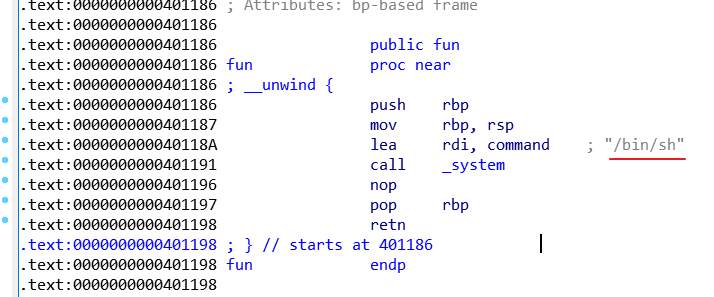 .text:0000000000401186 ; Attributes: bp-based frame
.text:0000000000401186
.text:0000000000401186 public fun
.text:0000000000401186 fun proc near
.text:0000000000401186 ; __unwind {
.text:0000000000401186 push rbp
.text:0000000000401187 mov rbp, rsp
.text:000000000040118A lea rdi, command ; "/bin/sh"
.text:0000000000401191 call _system
.text:0000000000401196 nop
.text:0000000000401197 pop rbp
.text:0000000000401198 retn
.text:0000000000401198 ; } // starts at 401186
.text:0000000000401198 fun endp
.text:0000000000401198